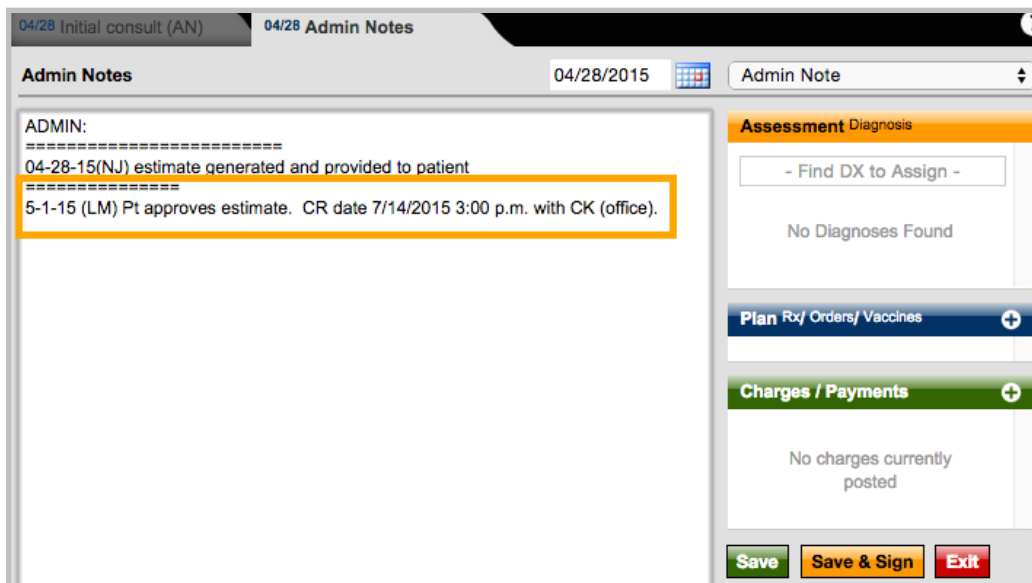 04/28 Initial consult (AN)
04/28 Admin Notes
Admin Notes
04/28/2015
Admin Note
ADMIN:
==========================
04-28-15(NJ) estimate generated and provided to patient
===============
5-1-15 (LM) Pt approves estimate.  CR date 7/14/2015 3:00 p.m. with CK (office).
Assessment Diagnosis
- Find DX to Assign -
No Diagnoses Found
Plan Rx/ Orders/ Vaccines
Charges / Payments
No charges currently
posted
Save
Save & Sign
Exit